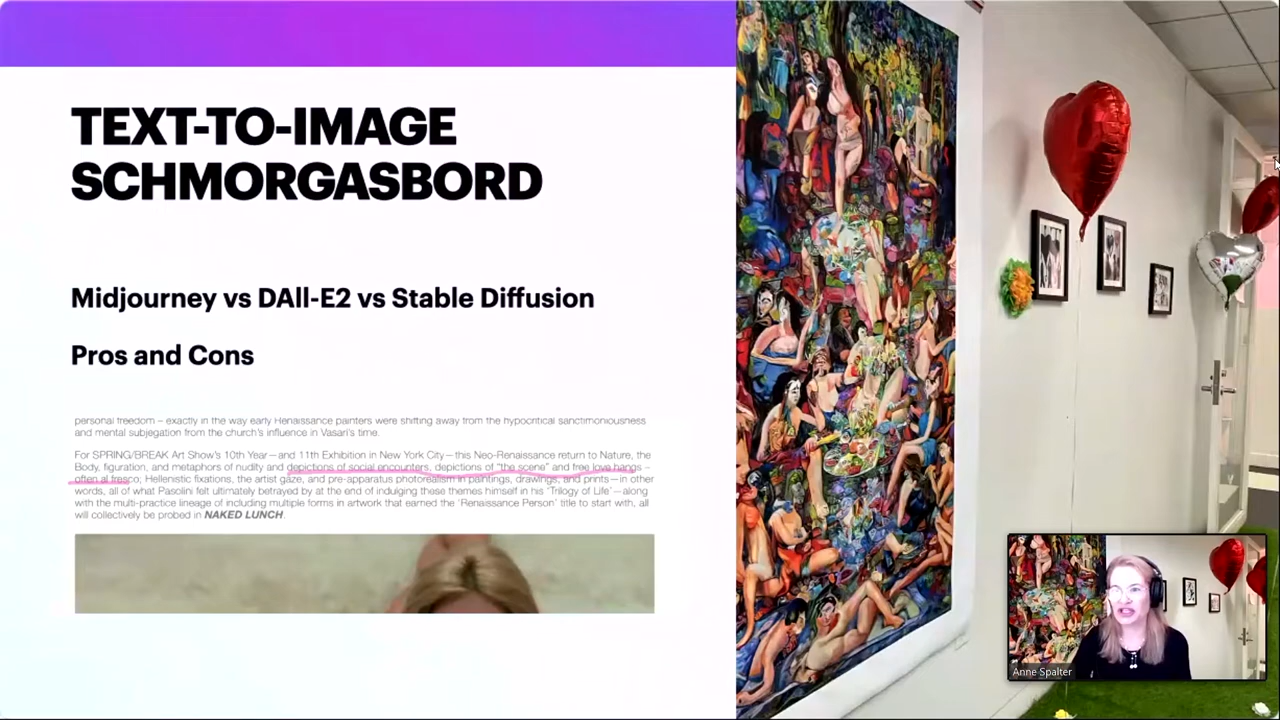 TEXT-TO-IMAGE
SCHMORGASBORD
Midjourney vs DAll-E2 vs Stable Diffusion
Pros and Cons
personal freedom – exactly in the way early Renaissance painters were shifting away from the hypocritical sanctimoniousness
and mental subjegation from the church's influence in Vasari's time.
For SPRING/BREAK Art Show's 10th Year—and 11th Exhibition in New York City—this Neo-Renaissance return to Nature, the
Body, figuration, and metaphors of nudity and depictions of social encounters, depictions of "the scene" and free love hangs –
often al fresco; Hellenistic fixations, the artist gaze, and pre-apparatus photorealism in paintings, drawings, and prints—in other
words, all of what Pasolini felt ultimately betrayed by at the end of indulging these themes himself in his 'Trilogy of Life'—along
with the multi-practice lineage of including multiple forms in artwork that earned the 'Renaissance Person' title to start with, all
will collectively be probed in NAKED LUNCH.
Anne Spalter